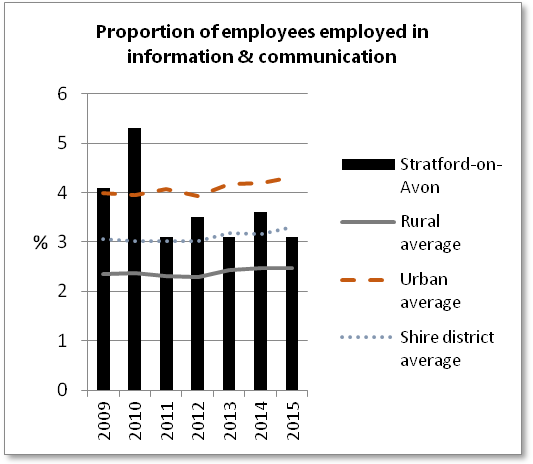 Proportion of employees employed in
information & communication
6
5
4
3
2
1
0
%
2009
2010
2011
2012
2013
2014
2015
Stratford-on-
Avon
Rural
average
Urban
average
Shire district
average